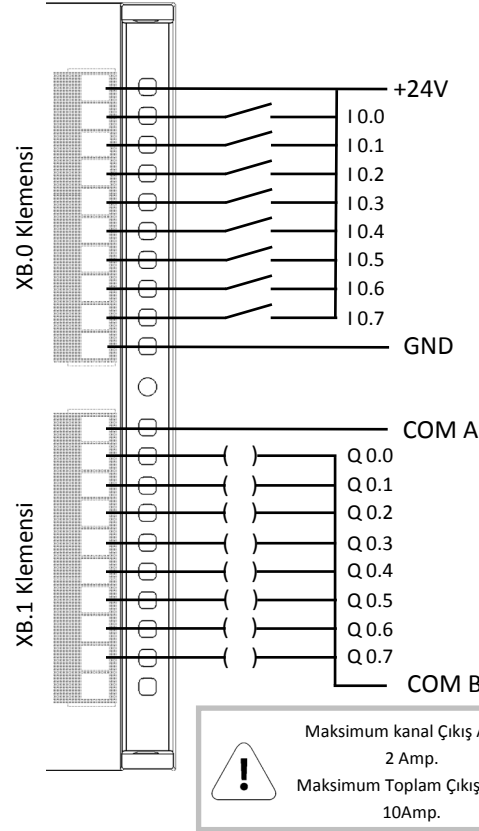 XB.0 Klemensi
+24V
I 0.0
I 0.1
I 0.2
I 0.3
I 0.4
I 0.5
I 0.6
I 0.7
GND
XB.1 Klemensi
COM A
Q 0.0
Q 0.1
Q 0.2
Q 0.3
Q 0.4
Q 0.5
Q 0.6
Q 0.7
COM B
!
Maksimum kanal Çıkış
2 Amp.
Maksimum Toplam Çıkış
10Amp.